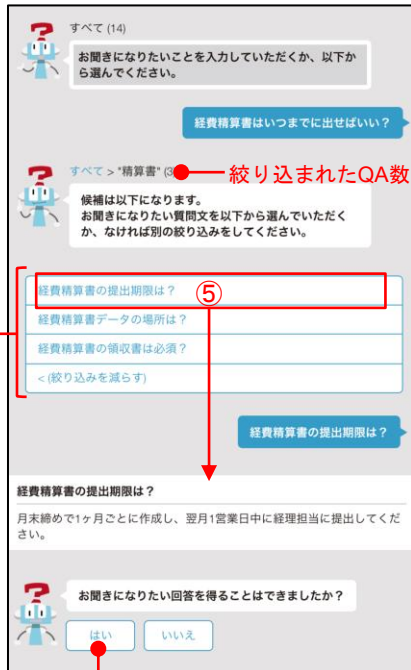 すべて (14)
お聞きになりたいことを入力していただくか、以下か
ら選んでください。
経費精算書はいつまでに出せばいい？
すべて > "精算書" (3
絞り込まれたQA数
候補は以下になります。
お聞きになりたい質問文を以下から選んでいただく
か、なければ別の絞り込みをしてください。
経費精算書の提出期限は？
⑤
経費精算書データの場所は？
経費精算書の領収書は必須？
< (絞り込みを減らす)
経費精算書の提出期限は？
経費精算書の提出期限は？
月末締めで1ヶ月ごとに作成し、翌月1営業日中に経理担当に提出してくだ
さい。
お聞きになりたい回答を得ることはできましたか？
はい
いいえ